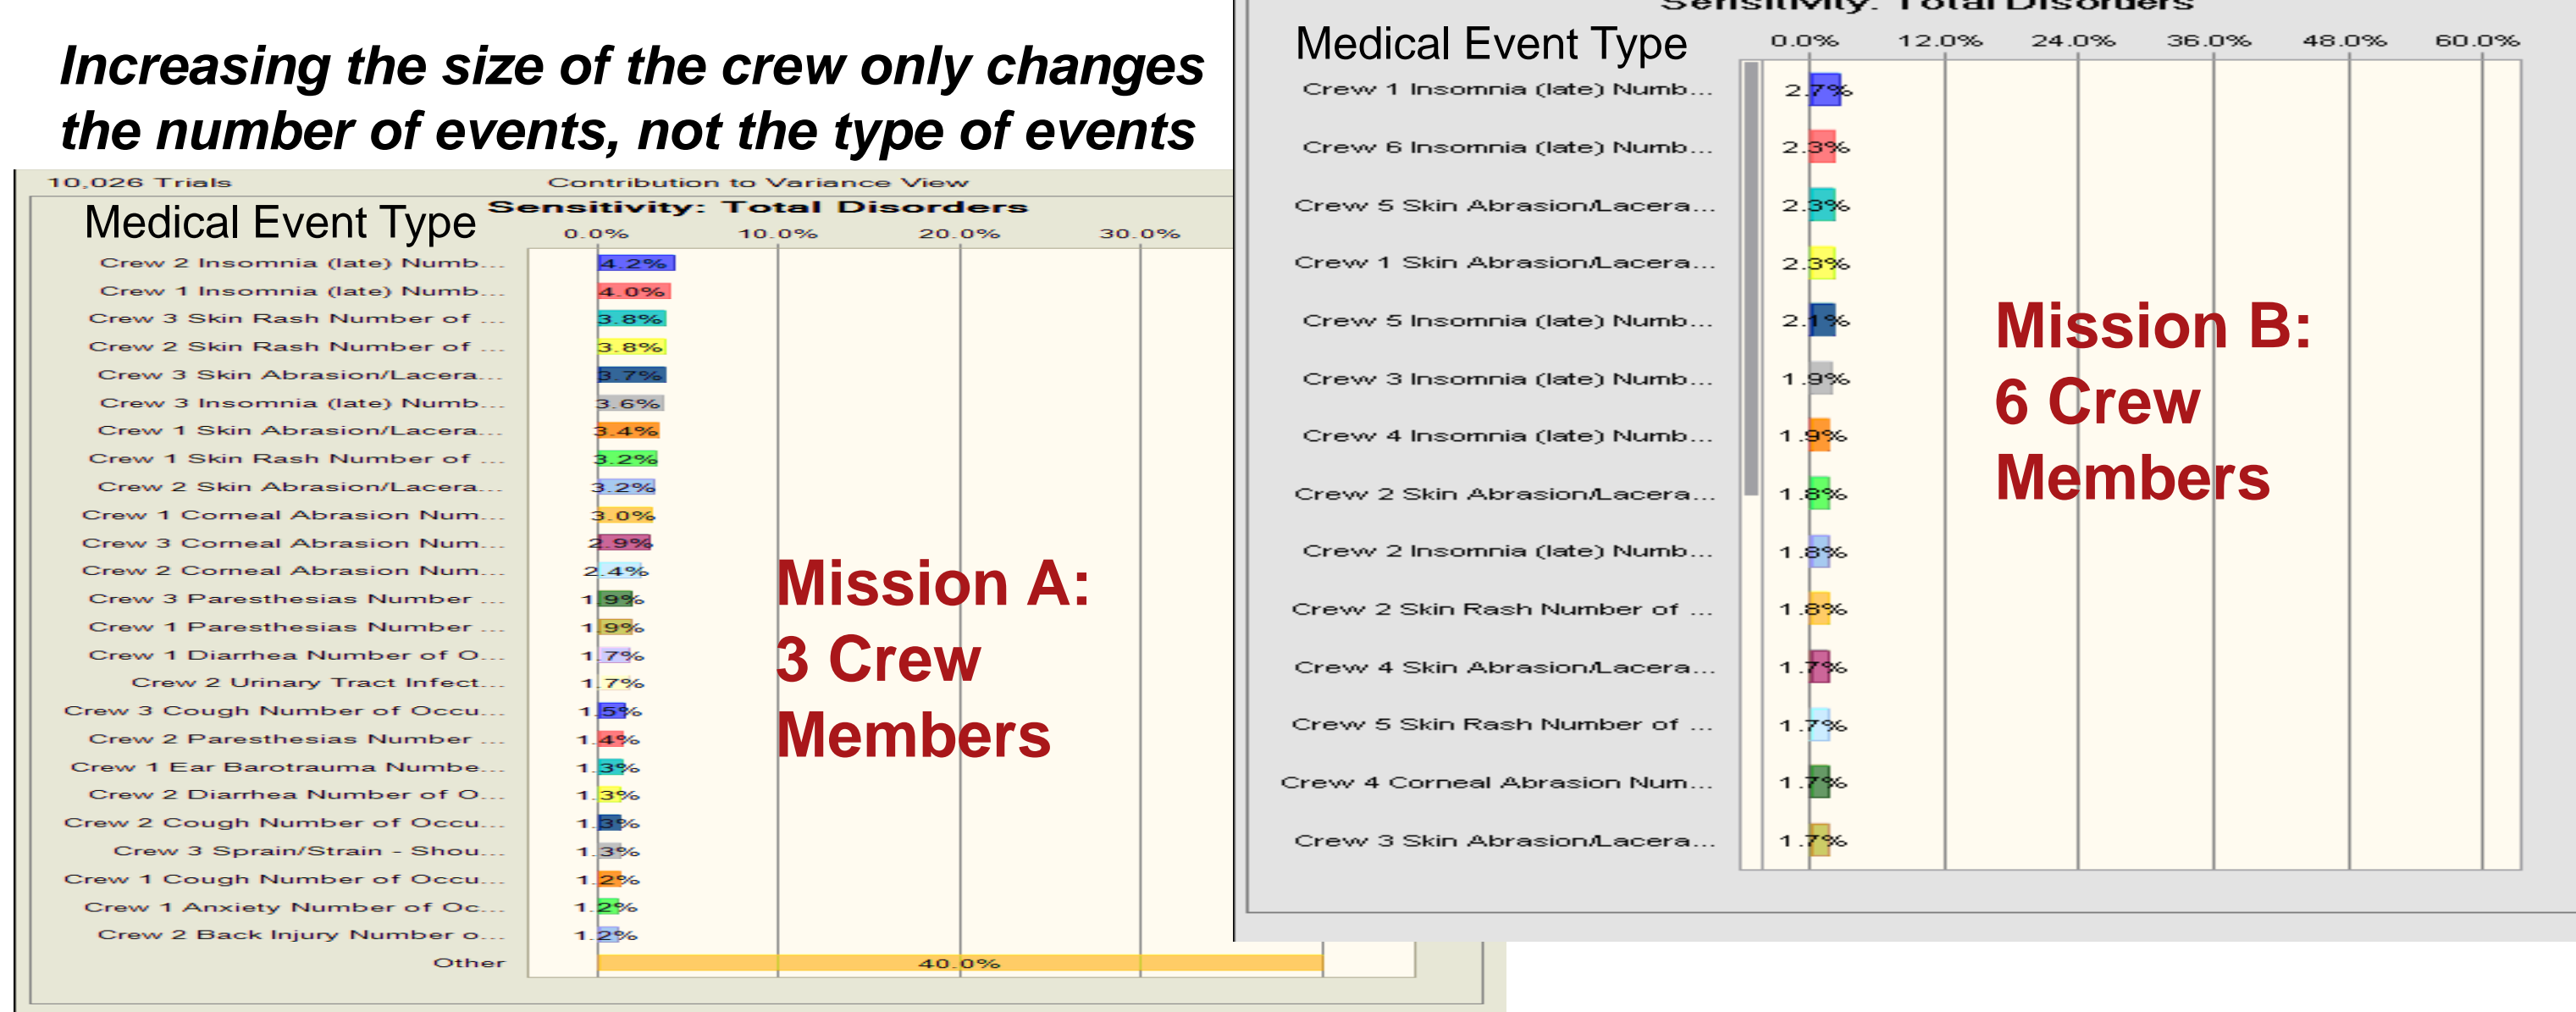 Increasing the size of the crew only changes
the number of events, not the type of events
10,026 Trials
Contribution to Variance View
Medical Event Type
Sensitivity: Total Disorders
0.0% 10.0% 20.0% 30.0%
Crew 2 Insomnia (late) Numb... 4.2%
Crew 1 Insomnia (late) Numb... 4.0%
Crew 3 Skin Rash Number of ... 3.8%
Crew 2 Skin Rash Number of ... 3.8%
Crew 3 Skin Abrasion/Lacera... 3.7%
Crew 3 Insomnia (late) Numb... 3.6%
Crew 1 Skin Abrasion/Lacera... 3.4%
Crew 1 Skin Rash Number of ... 3.2%
Crew 2 Skin Abrasion/Lacera... 3.2%
Crew 1 Corneal Abrasion Num... 3.0%
Crew 3 Corneal Abrasion Num... 2.9%
Crew 2 Corneal Abrasion Num... 2.4%
Crew 3 Paresthesias Number ... 1.9%
Crew 1 Paresthesias Number ... 1.9%
Crew 1 Diarrhea Number of O... 1.7%
Crew 2 Urinary Tract Infect... 1.7%
Crew 3 Cough Number of Occu... 1.5%
Crew 2 Paresthesias Number ... 1.4%
Crew 1 Ear Barotrauma Numbe... 1.3%
Crew 2 Diarrhea Number of O... 1.3%
Crew 2 Cough Number of Occu... 1.3%
Crew 3 Sprain/Strain - Shou... 1.3%
Crew 1 Cough Number of Occu... 1.2%
Crew 1 Anxiety Number of Oc... 1.2%
Crew 2 Back Injury Number o... 1.2%
Other 40.0%
Mission A:
3 Crew
Members
Sensitivity: Total Disorders
Medical Event Type
0.0% 12.0% 24.0% 36.0% 48.0% 60.0%
Crew 1 Insomnia (late) Numb... 2.7%
Crew 6 Insomnia (late) Numb... 2.3%
Crew 5 Skin Abrasion/Lacera... 2.3%
Crew 1 Skin Abrasion/Lacera... 2.3%
Crew 5 Insomnia (late) Numb... 2.1%
Crew 3 Insomnia (late) Numb... 1.9%
Crew 4 Insomnia (late) Numb... 1.9%
Crew 2 Skin Abrasion/Lacera... 1.8%
Crew 2 Insomnia (late) Numb... 1.8%
Crew 2 Skin Rash Number of ... 1.8%
Crew 4 Skin Abrasion/Lacera... 1.7%
Crew 5 Skin Rash Number of ... 1.7%
Crew 4 Corneal Abrasion Num... 1.7%
Crew 3 Skin Abrasion/Lacera... 1.7%
Mission B:
6 Crew
Members